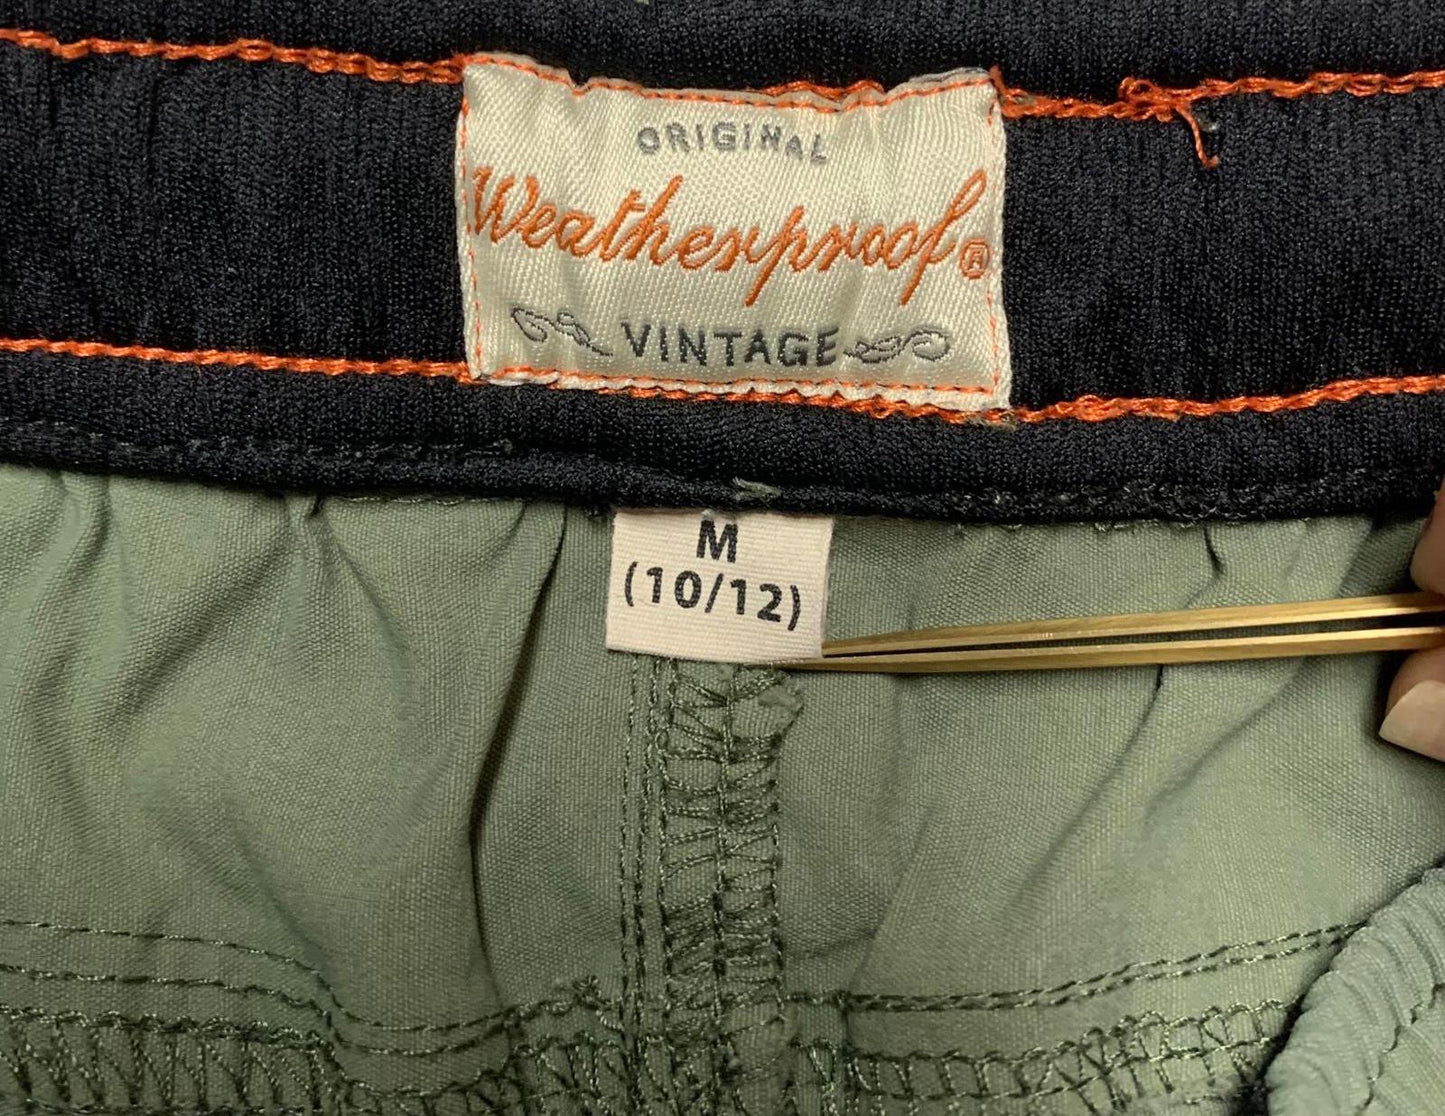 ORIGINAL
Weatherproof®
VINTAGE
M
(10/12)